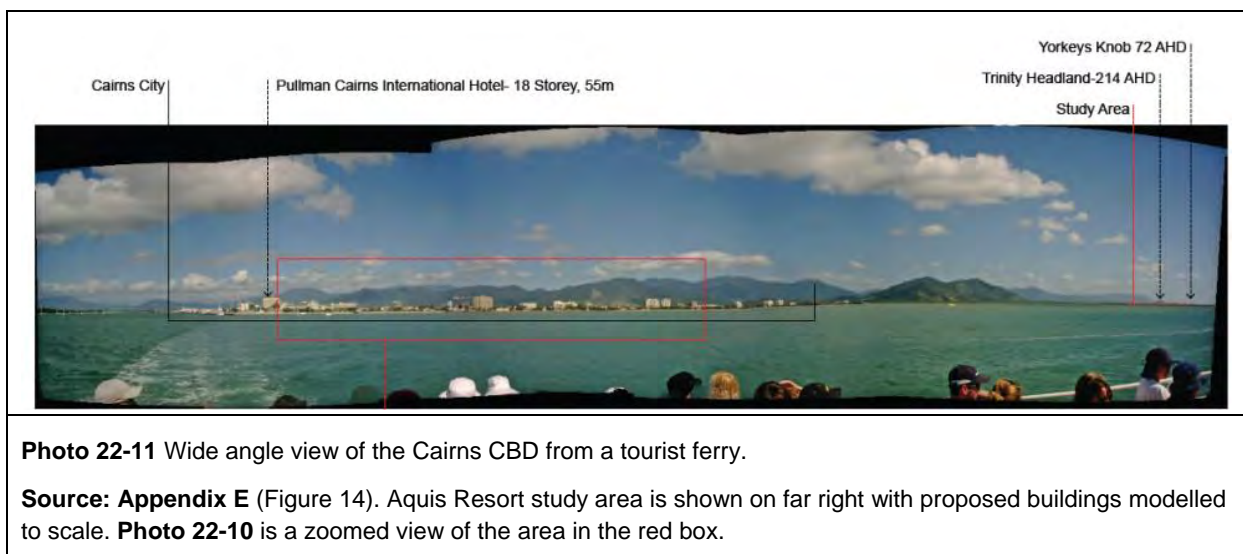 Yorkeys Knob 72 AHD
Cairns City
Pullman Cairns International Hotel- 18 Storey, 55m
Trinity Headland-214 AHD
Study Area
Photo 22-11 Wide angle view of the Cairns CBD from a tourist ferry.
Source: Appendix E (Figure 14). Aquis Resort study area is shown on far right with proposed buildings modelled
to scale. Photo 22-10 is a zoomed view of the area in the red box.